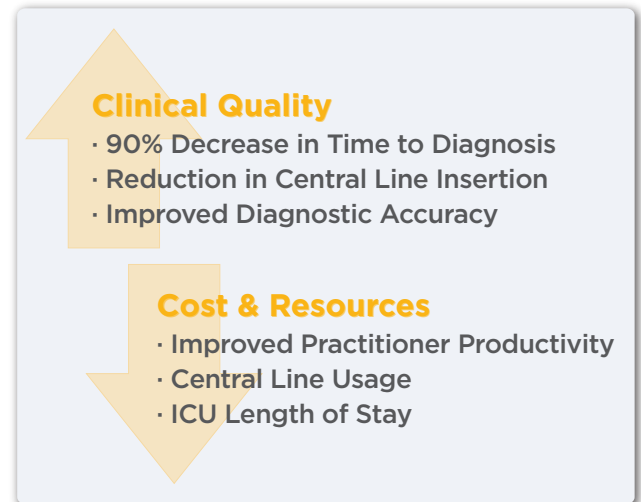 Clinical Quality
· 90% Decrease in Time to Diagnosis
· Reduction in Central Line Insertion
· Improved Diagnostic Accuracy
Cost & Resources
· Improved Practitioner Productivity
· Central Line Usage
· ICU Length of Stay